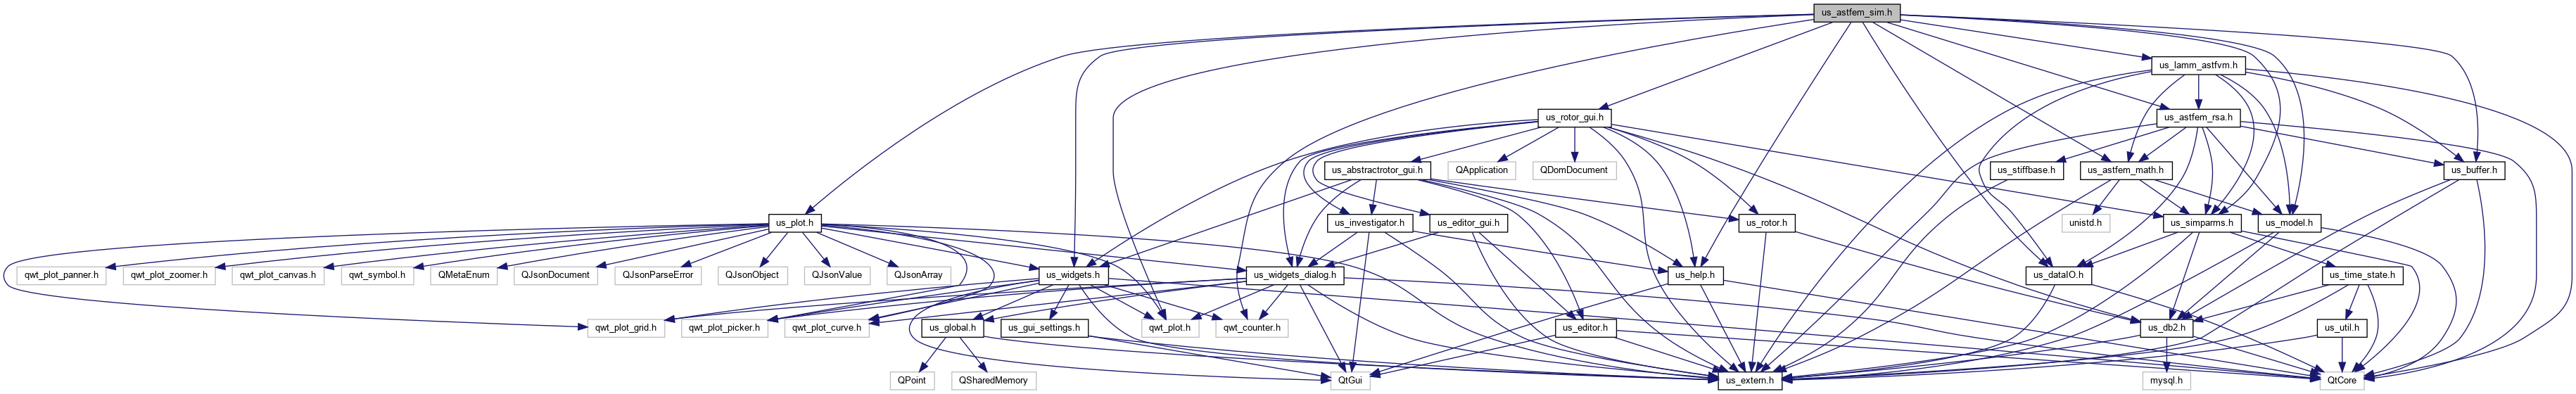 us_astfem_sim.h
us_lamm_astfvm.h
us_rotor_gui.h
us_astfem_rsa.h
us_abstractrotor_gui.h
QApplication
QDomDocument
us_stiffbase.h
us_astfem_math.h
us_buffer.h
us_plot.h
us_investigator.h
us_editor_gui.h
us_rotor.h
unistd.h
us_simparms.h
us_model.h
qwt_plot_panner.h
qwt_plot_zoomer.h
qwt_plot_canvas.h
qwt_symbol.h
QMetaEnum
QJsonDocument
QJsonParseError
QJsonObject
QJsonValue
QJsonArray
us_widgets.h
us_widgets_dialog.h
us_help.h
us_dataIO.h
us_time_state.h
qwt_plot_grid.h
qwt_plot_picker.h
qwt_plot_curve.h
us_global.h
us_gui_settings.h
qwt_plot.h
qwt_counter.h
us_editor.h
us_db2.h
us_util.h
QPoint
QSharedMemory
QtGui
us_extern.h
mysql.h
QtCore